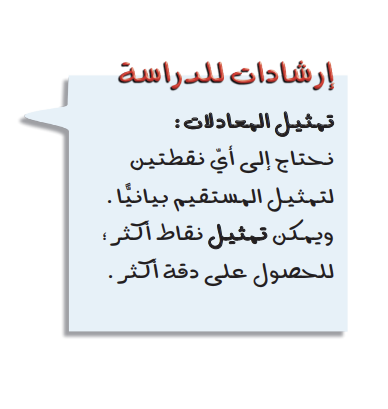 إرشادات للدراسة
تمثيل المعادلات :
نحتاج إلى أيّ نقطتين
لتمثيل المستقيم بيانيًّا .
ويمكن تمثيل نقاط أكثر ؛
للحصول على دقة أكثر .